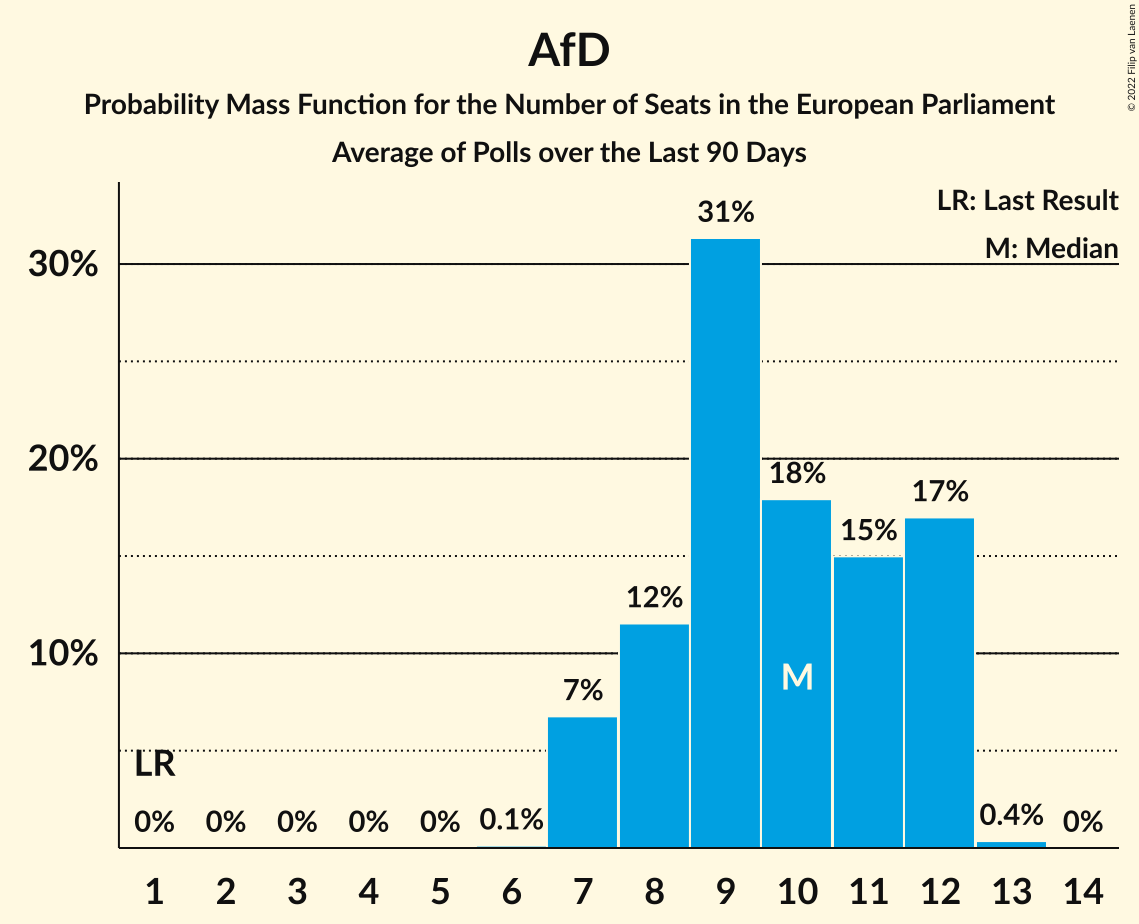 AfD
Probability Mass Function for the Number of Seats in the European Parliament
Average of Polls over the Last 90 Days
© 2022 Filip van Laenen
LR: Last Result
M: Median
31%
30%
20%
18%
17%
15%
12%
10%
M
7%
LR
0% 0% 0% 0% 0% 0.1% 0.4% 0%
1 2 3 4 5 6 7 8 9 10 11 12 13 14